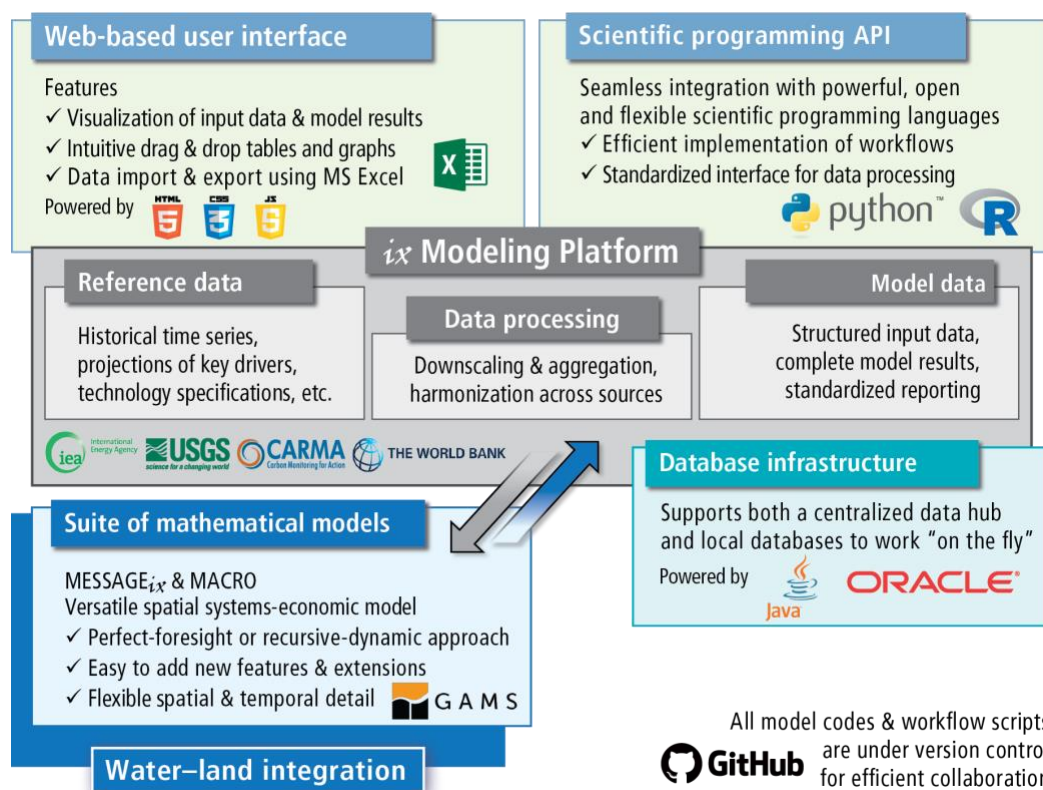 Web-based user interface
Features
✓ Visualization of input data & model results
✓ Intuitive drag & drop tables and graphs
✓ Data import & export using MS Excel
X
Powered by
HTML
5
CSS
3
JS
5
Scientific programming API
Seamless integration with powerful, open
and flexible scientific programming languages
✓ Efficient implementation of workflows
✓ Standardized interface for data processing
python™
R
ix Modeling Platform
Reference data
Historical time series,
projections of key drivers,
technology specifications, etc.
Data processing
Downscaling & aggregation,
harmonization across sources
Model data
Structured input data,
complete model results,
standardized reporting
iea
International
Energy Agency
USGS
science for a changing world
CARMA
Carbon Monitoring for Action
THE WORLD BANK
Suite of mathematical models
MESSAGEix & MACRO
Versatile spatial systems-economic model
✓ Perfect-foresight or recursive-dynamic approach
✓ Easy to add new features & extensions
✓ Flexible spatial & temporal detail
GAMS
Water–land integration
Database infrastructure
Supports both a centralized data hub
and local databases to work “on the fly”
Powered by
Java
ORACLE®
All model codes & workflow scripts
GitHub
are under version contro
for efficient collaboration